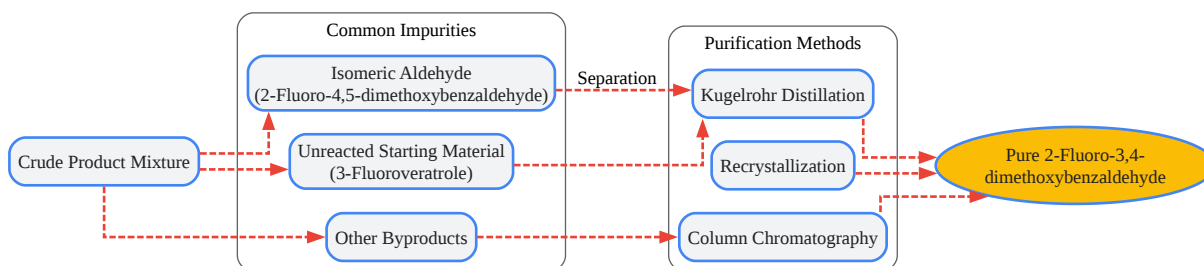 Common Impurities
Purification Methods
Isomeric Aldehyde
(2-Fluoro-4,5-dimethoxybenzaldehyde)
Separation
Kugelrohr Distillation
Crude Product Mixture
Unreacted Starting Material
(3-Fluoroveratrole)
Recrystallization
Pure 2-Fluoro-3,4-
dimethoxybenzaldehyde
Other Byproducts
Column Chromatography